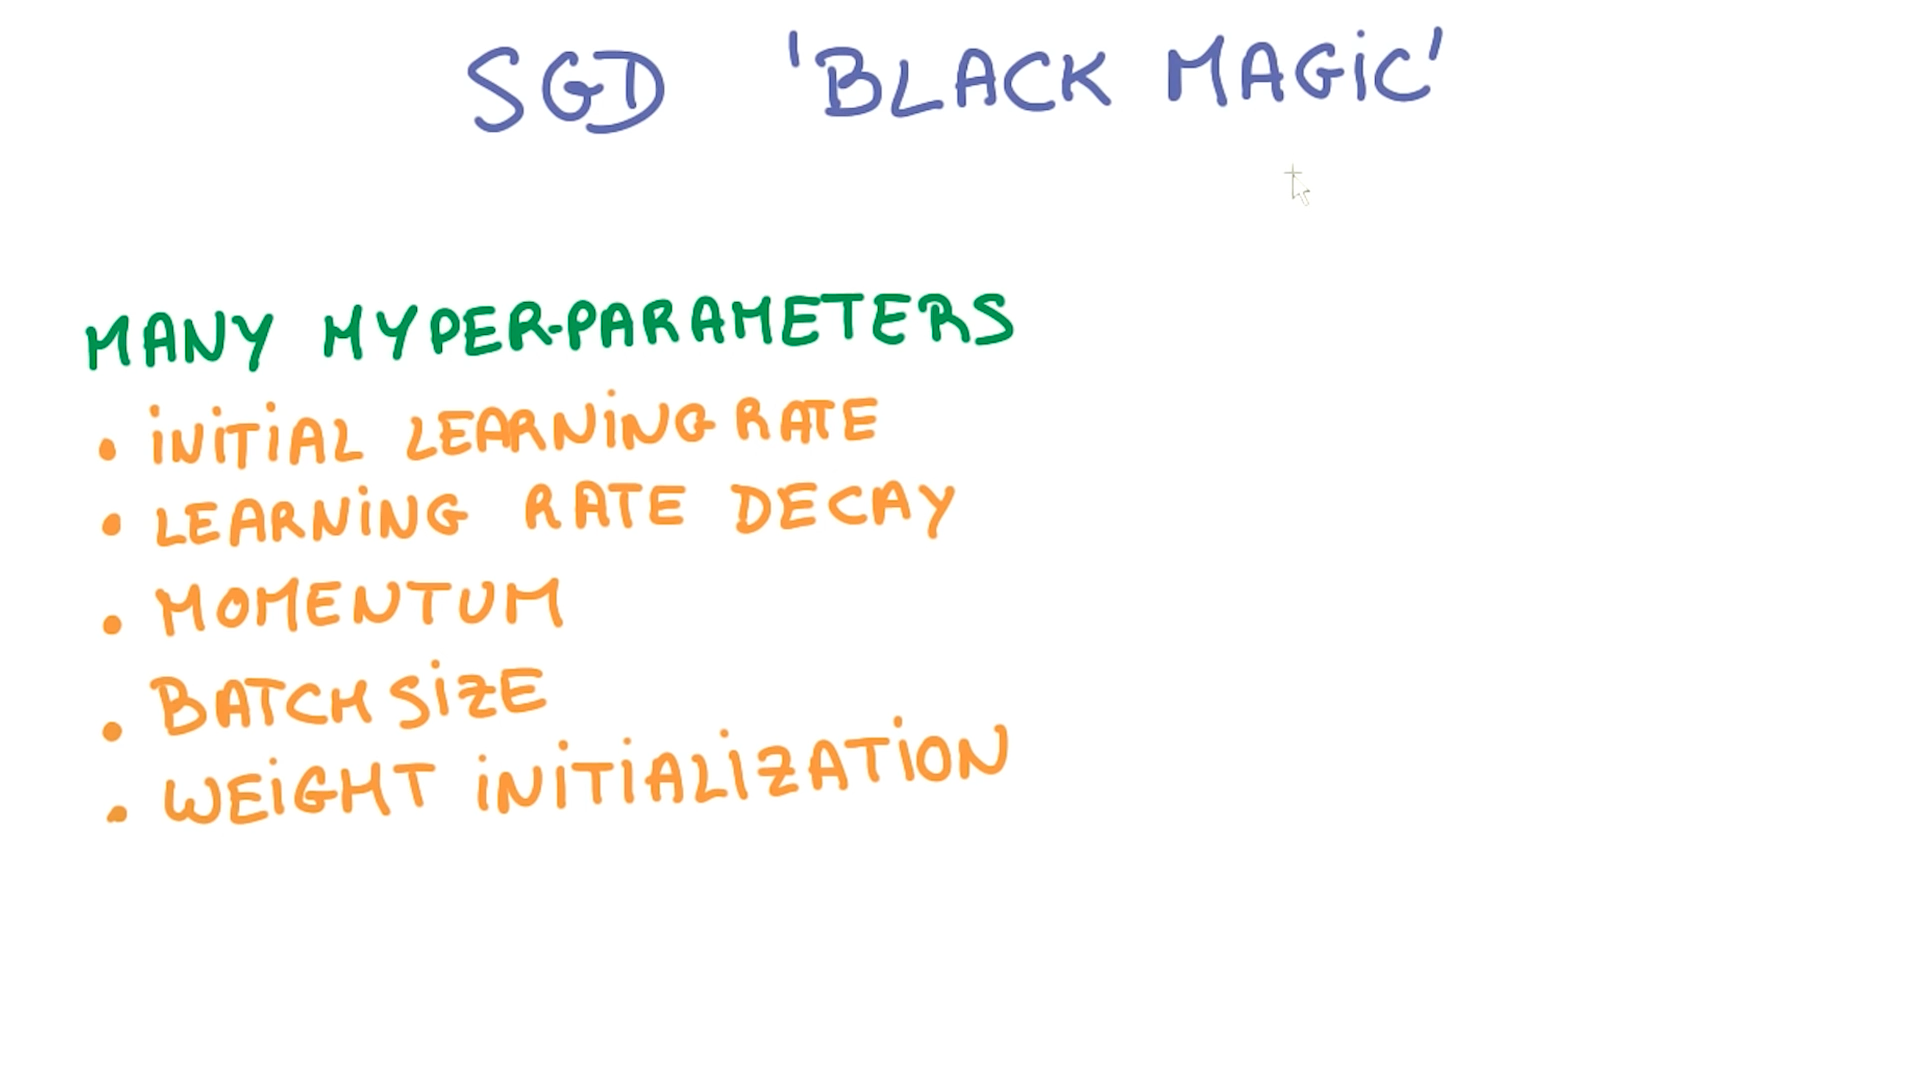 SGD 'BLACK MAGiC'
MANY HYPER-PARAMETERS
• iNiTiAL LEARNiNG RATE
• LEARNiNG RATE DECAY
• MOMENTUM
• BATCH SiZE
• WEiGHT iNiTiALiZATiON